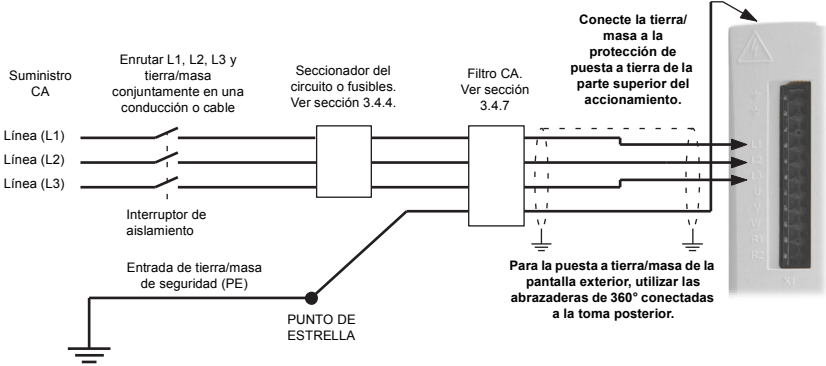 Suministro
CA
Enrutar L1, L2, L3 y
tierra/masa
conjuntamente en una
conducción o cable
Seccionador del
circuito o fusibles.
Ver sección 3.4.4.
Filtro CA.
Ver sección
3.4.7
Conecte la tierra/
masa a la
protección de
puesta a tierra de la
parte superior del
accionamiento.
Línea (L1)
Línea (L2)
Línea (L3)
Interruptor de
aislamiento
Entrada de tierra/masa
de seguridad (PE)
PUNTO DE
ESTRELLA
Para la puesta a tierra/masa de la
pantalla exterior, utilizar las
abrazaderas de 360° conectadas
a la toma posterior.